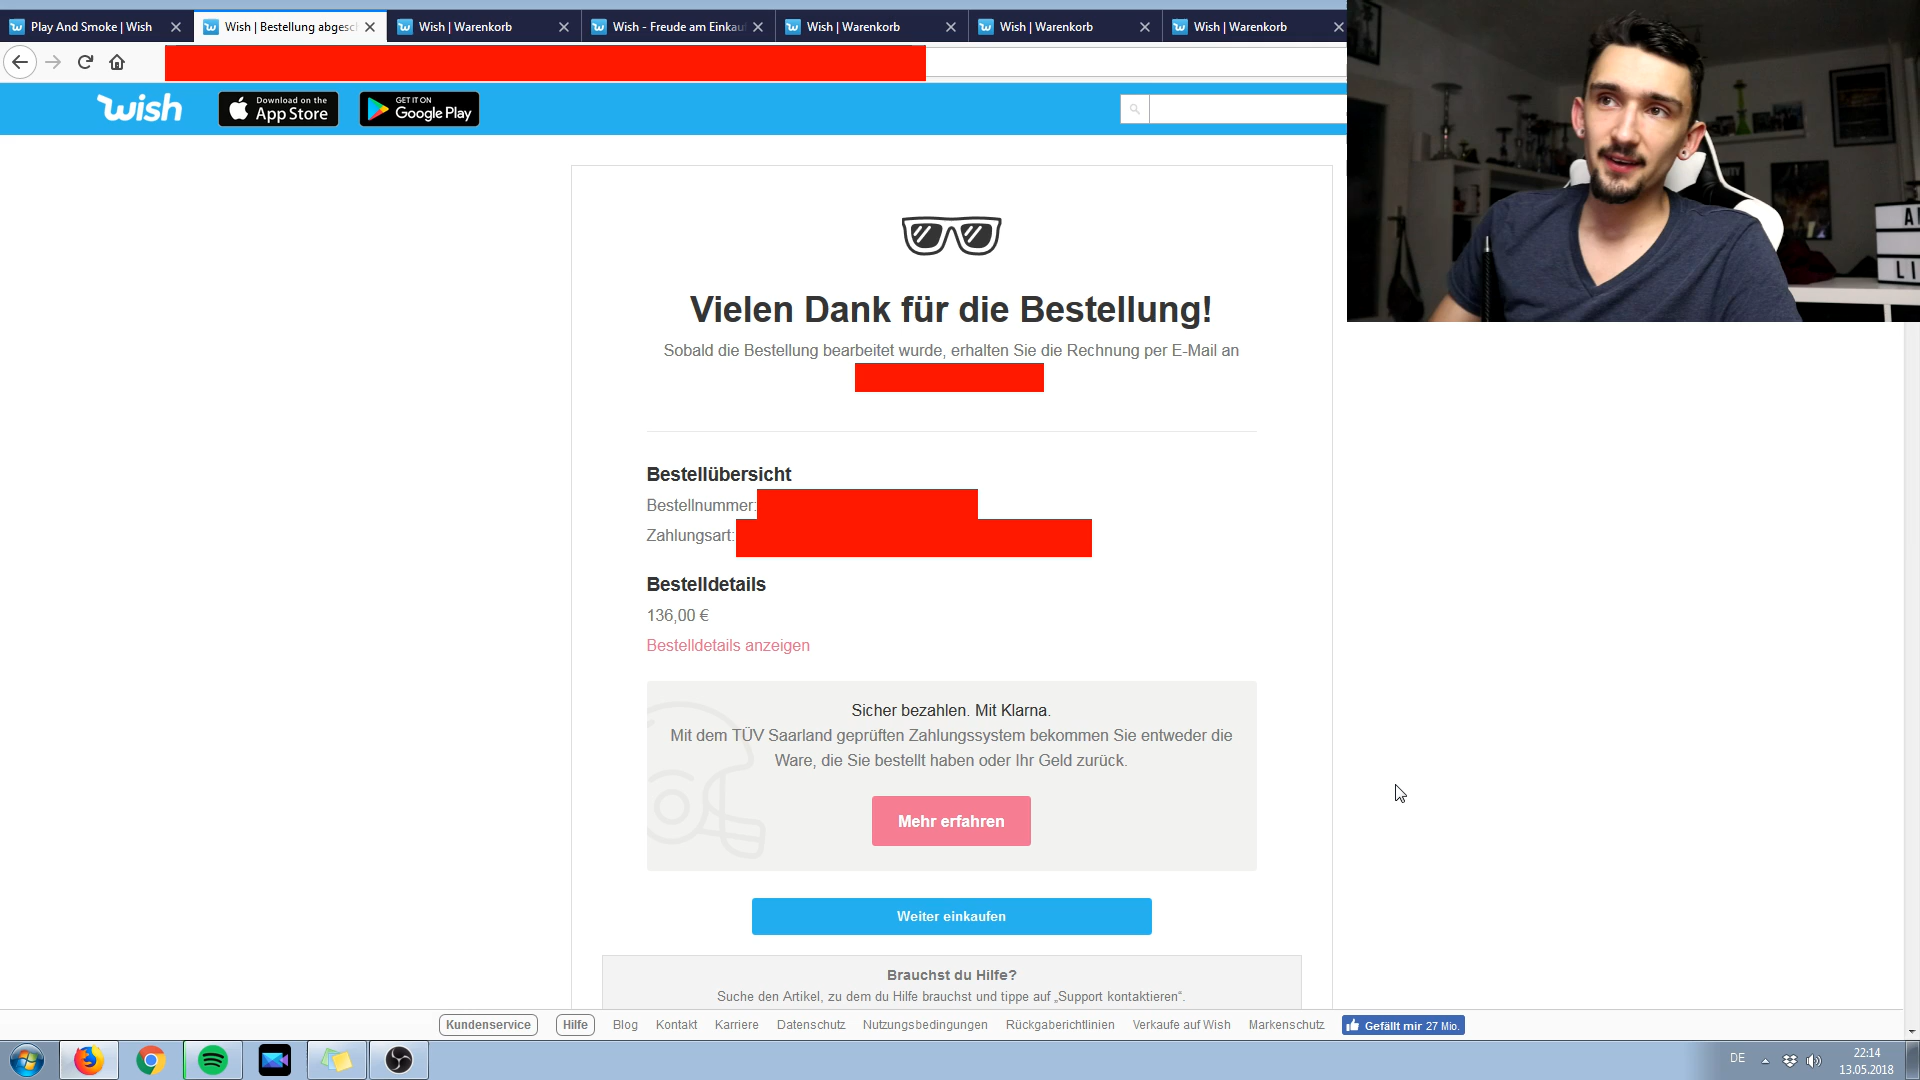 Play And Smoke | Wish
Wish | Bestellung abgesc
Wish | Warenkorb
Wish - Freude am Einkau
Wish | Warenkorb
Wish | Warenkorb
Wish | Warenkorb
wish
Download on the
App Store
GET IT ON
Google Play
Vielen Dank für die Bestellung!
Sobald die Bestellung bearbeitet wurde, erhalten Sie die Rechnung per E-Mail an
Bestellübersicht
Bestellnummer:
Zahlungsart:
Bestelldetails
136,00 €
Bestelldetails anzeigen
Sicher bezahlen. Mit Klarna.
Mit dem TÜV Saarland geprüften Zahlungssystem bekommen Sie entweder die
Ware, die Sie bestellt haben oder Ihr Geld zurück.
Mehr erfahren
Weiter einkaufen
Brauchst du Hilfe?
Suche den Artikel, zu dem du Hilfe brauchst und tippe auf „Support kontaktieren“.
Kundenservice Hilfe Blog Kontakt Karriere Datenschutz Nutzungsbedingungen Rückgaberichtlinien Verkaufe auf Wish Markenschutz Gefällt mir 27 Mio.
DE
22:14
13.05.2018